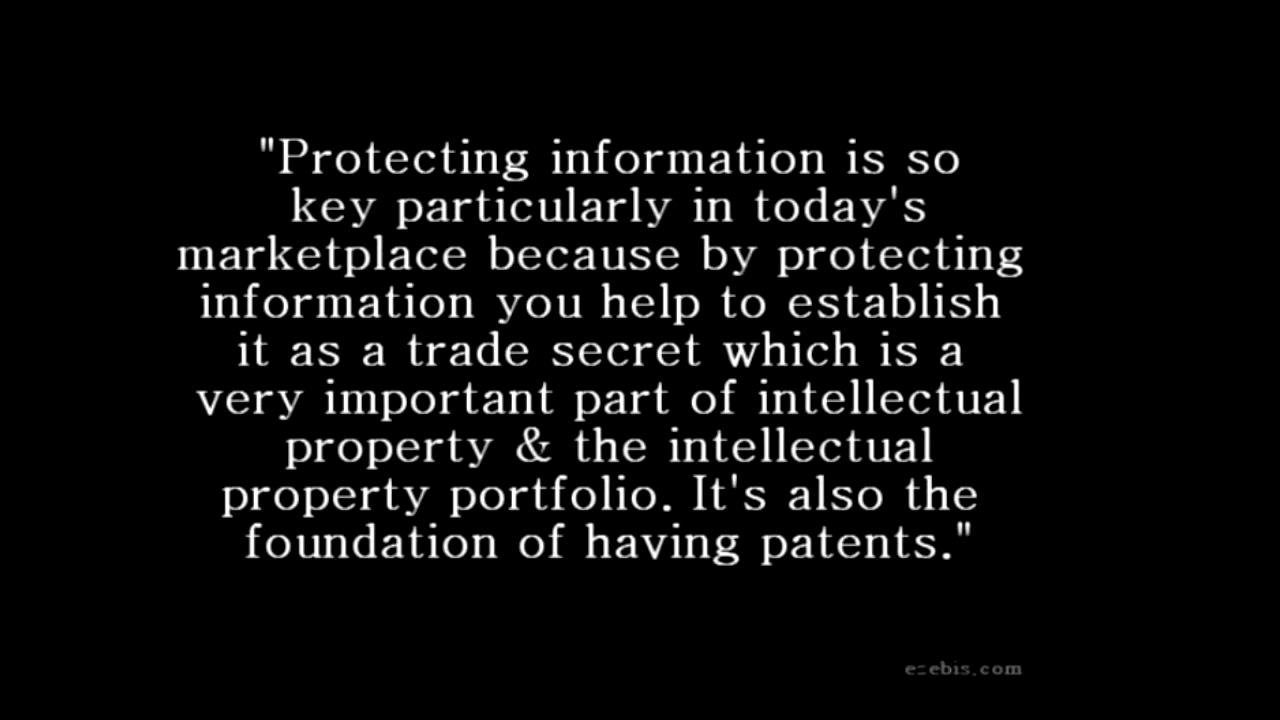 "Protecting information is so
key particularly in today's
marketplace because by protecting
information you help to establish
it as a trade secret which is a
very important part of intellectual
property & the intellectual
property portfolio. It's also the
foundation of having patents."